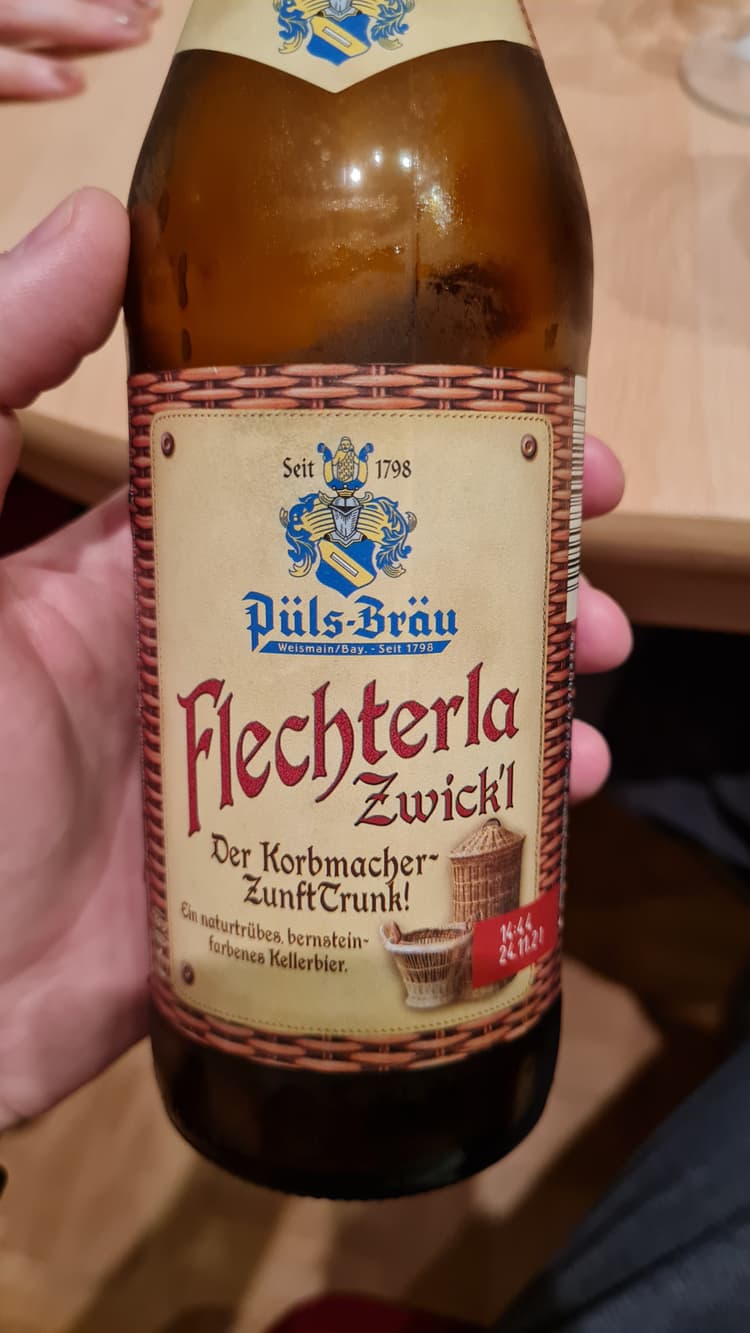 Seit 1798
Püls-Bräu
Weismain/Bay. - Seit 1798
Flechterla
Zwick'l
Der Korbmacher-
ZunftTrunk!
Ein naturtrübes, bernstein-
farbenes Kellerbier.
14:44
24.11.21